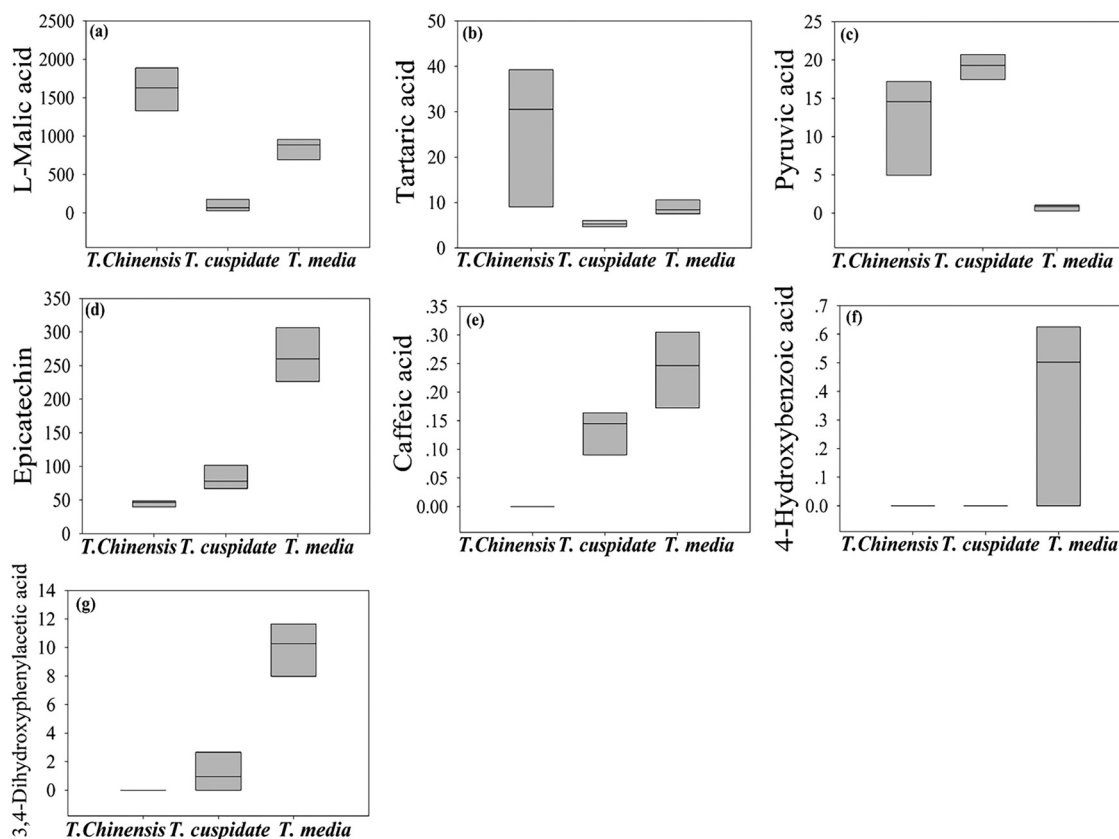 (a)
L-Malic acid
2500
2000
1500
1000
500
0
T.Chinensis T. cuspidate T. media
(b)
Tartaric acid
50
40
30
20
10
0
T.Chinensis T. cuspidate T. media
(c)
Pyruvic acid
25
20
15
10
5
0
T.Chinensis T. cuspidate T. media
(d)
Epicatechin
350
300
250
200
150
100
50
0
T.Chinensis T. cuspidate T. media
(e)
Caffeic acid
.35
.30
.25
.20
.15
.10
.05
0.00
T.Chinensis T. cuspidate T. media
(f)
4-Hydroxybenzoic acid
.7
.6
.5
.4
.3
.2
.1
0.0
T.Chinensis T. cuspidate T. media
(g)
3,4-Dihydroxyphenylacetic acid
14
12
10
8
6
4
2
0
T.Chinensis T. cuspidate T. media